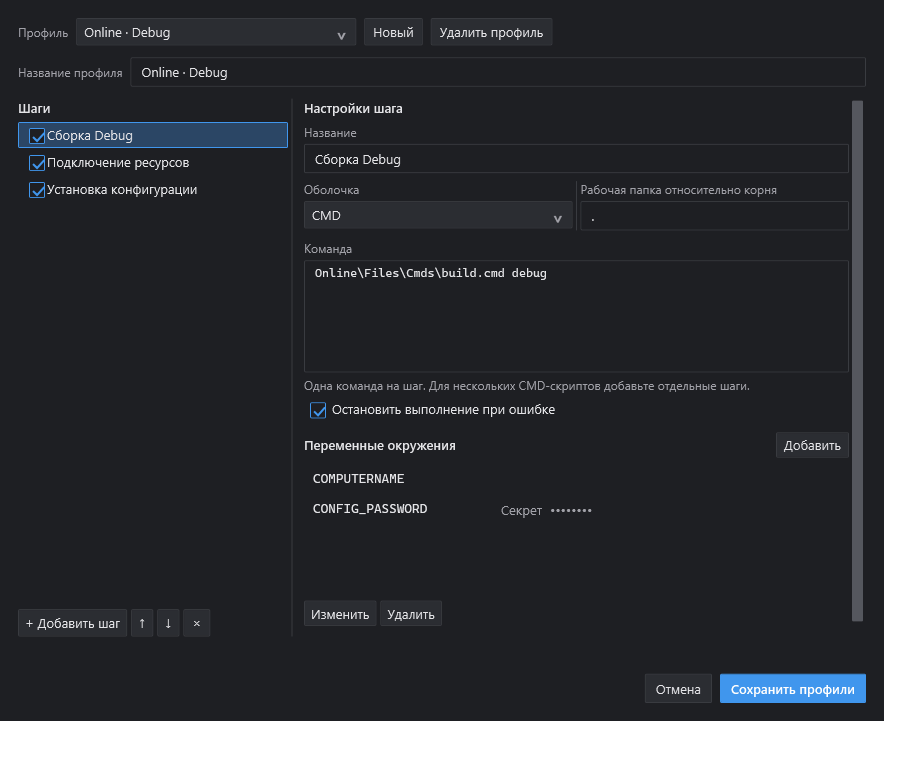 Профиль Online · Debug Новый Удалить профиль
Название профиля Online · Debug
Шаги
Сборка Debug
Подключение ресурсов
Установка конфигурации
+ Добавить шаг ↑ ↓ ×
Настройки шага
Название
Сборка Debug
Оболочка Рабочая папка относительно корня
CMD .
Команда
Online\Files\Cmds\build.cmd debug
Одна команда на шаг. Для нескольких CMD-скриптов добавьте отдельные шаги.
Остановить выполнение при ошибке
Переменные окружения Добавить
COMPUTERNAME
CONFIG_PASSWORD Секрет ••••••••
Изменить Удалить
Отмена Сохранить профили